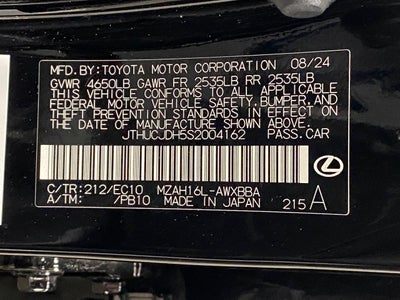 MFD. BY: TOYOTA MOTOR CORPORATION 08/24
GVWR 4650LB GAWR FR 2535LB RR 2535LB
THIS VEHICLE CONFORMS TO ALL APPLICABLE
FEDERAL MOTOR VEHICLE SAFETY, BUMPER, AND
THEFT PREVENTION STANDARDS IN EFFECT ON
THE DATE OF MANUFACTURE SHOWN ABOVE.
JTHUCJDH5S2004162 PASS.CAR
C/TR: 212/EC10 MZAH16L-AWXBBA
A/TM: /PB10 MADE IN JAPAN 215 A